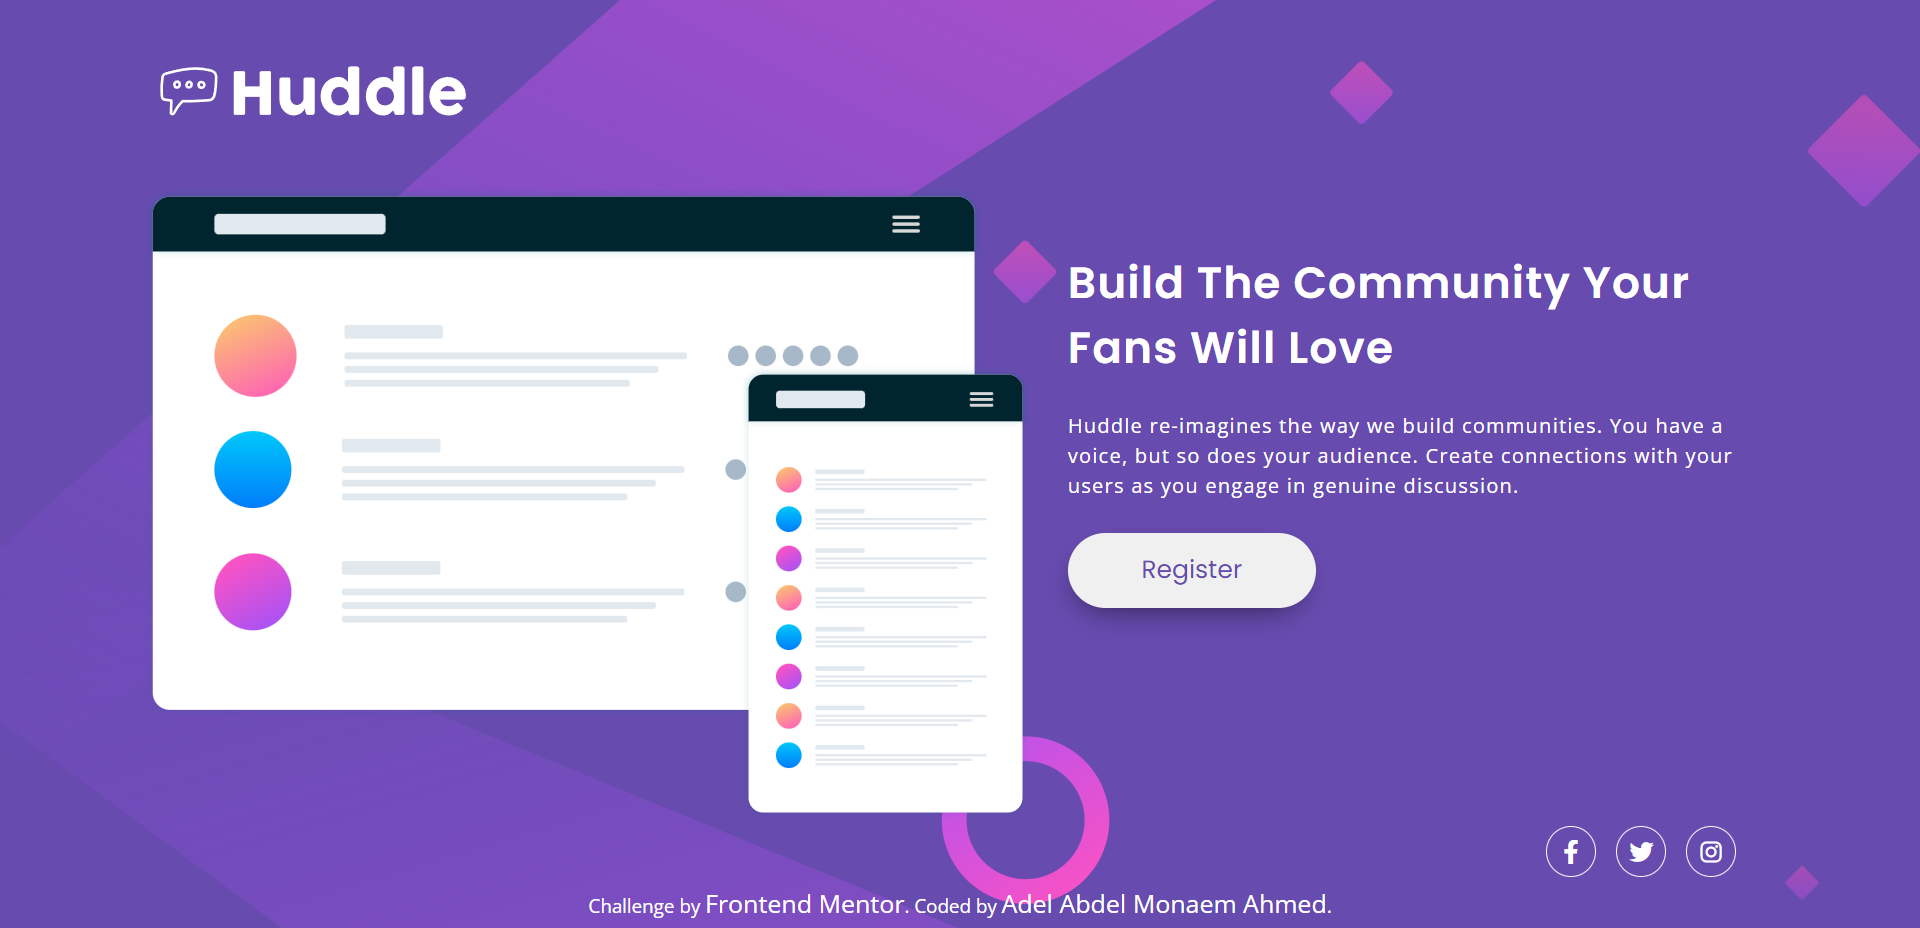 Huddle
Build The Community Your
Fans Will Love
Huddle re-imagines the way we build communities. You have a
voice, but so does your audience. Create connections with your
users as you engage in genuine discussion.
Register
Challenge by Frontend Mentor. Coded by Adel Abdel Monaem Ahmed.